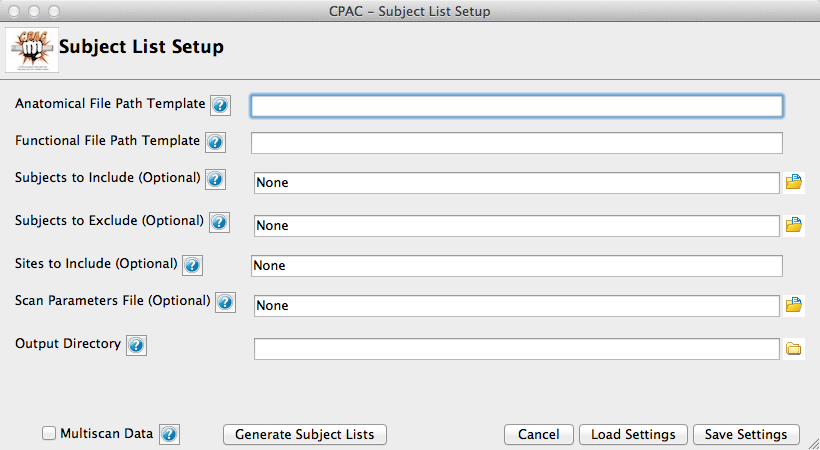 CPAC – Subject List Setup
CPAC
Subject List Setup
Anatomical File Path Template
Functional File Path Template
Subjects to Include (Optional) None
Subjects to Exclude (Optional) None
Sites to Include (Optional) None
Scan Parameters File (Optional) None
Output Directory
Multiscan Data Generate Subject Lists Cancel Load Settings Save Settings